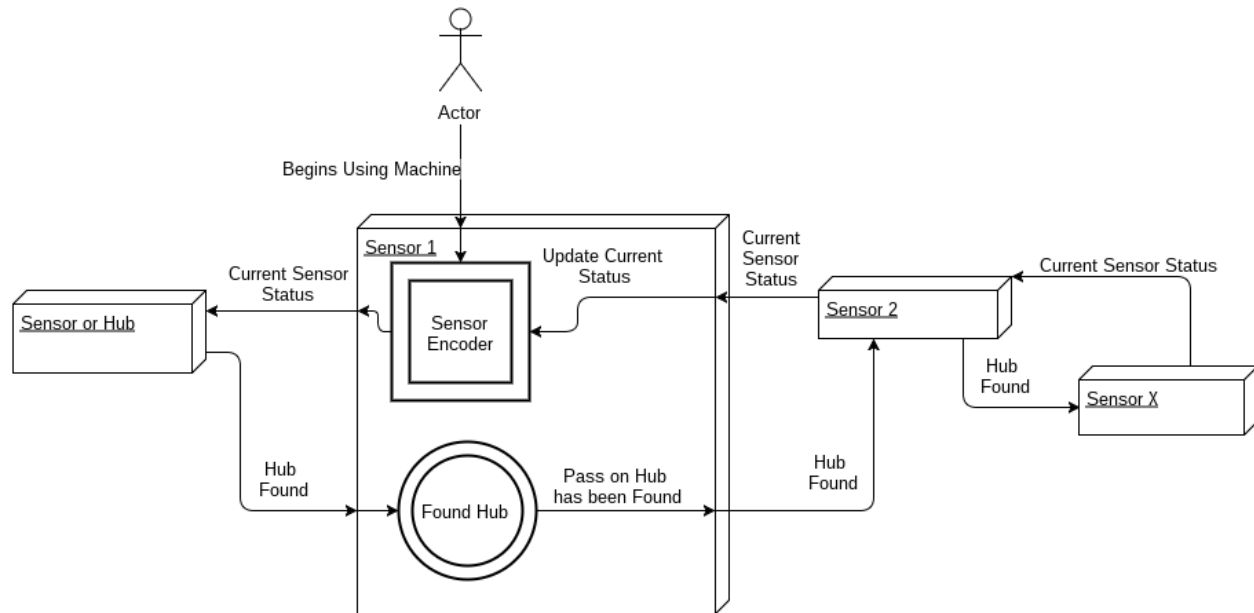 Actor
Begins Using Machine
Sensor 1
Update Current
Status
Current
Sensor
Status
Current Sensor Status
Current Sensor
Status
Sensor or Hub
Sensor
Encoder
Sensor 2
Hub
Found
Sensor X
Hub
Found
Found Hub
Pass on Hub
has been Found
Hub
Found